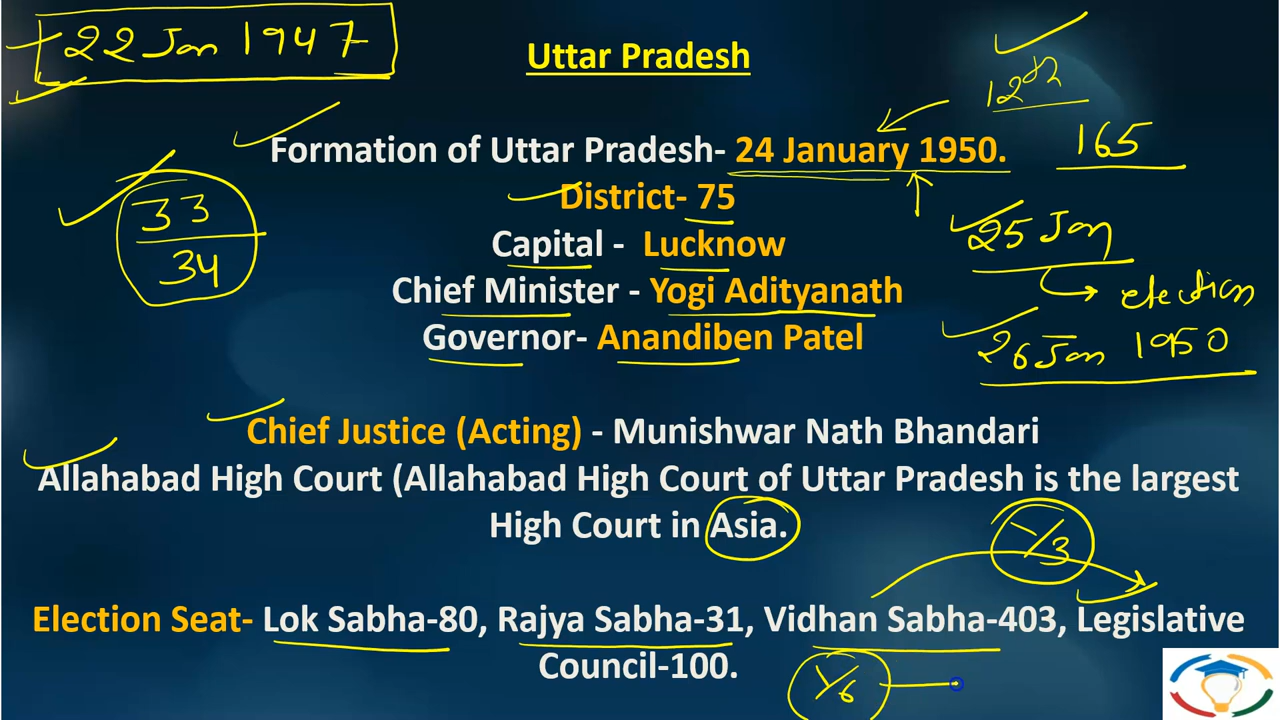 22 Jan 1947
Uttar Pradesh
12th
Formation of Uttar Pradesh- 24 January 1950.
165
District- 75
33
34
25 Jan
Capital - Lucknow
Chief Minister - Yogi Adityanath
election
Governor- Anandiben Patel
26 Jan 1950
Chief Justice (Acting) - Munishwar Nath Bhandari
Allahabad High Court (Allahabad High Court of Uttar Pradesh is the largest
High Court in Asia.
1/3
Election Seat- Lok Sabha-80, Rajya Sabha-31, Vidhan Sabha-403, Legislative
Council-100.
1/6